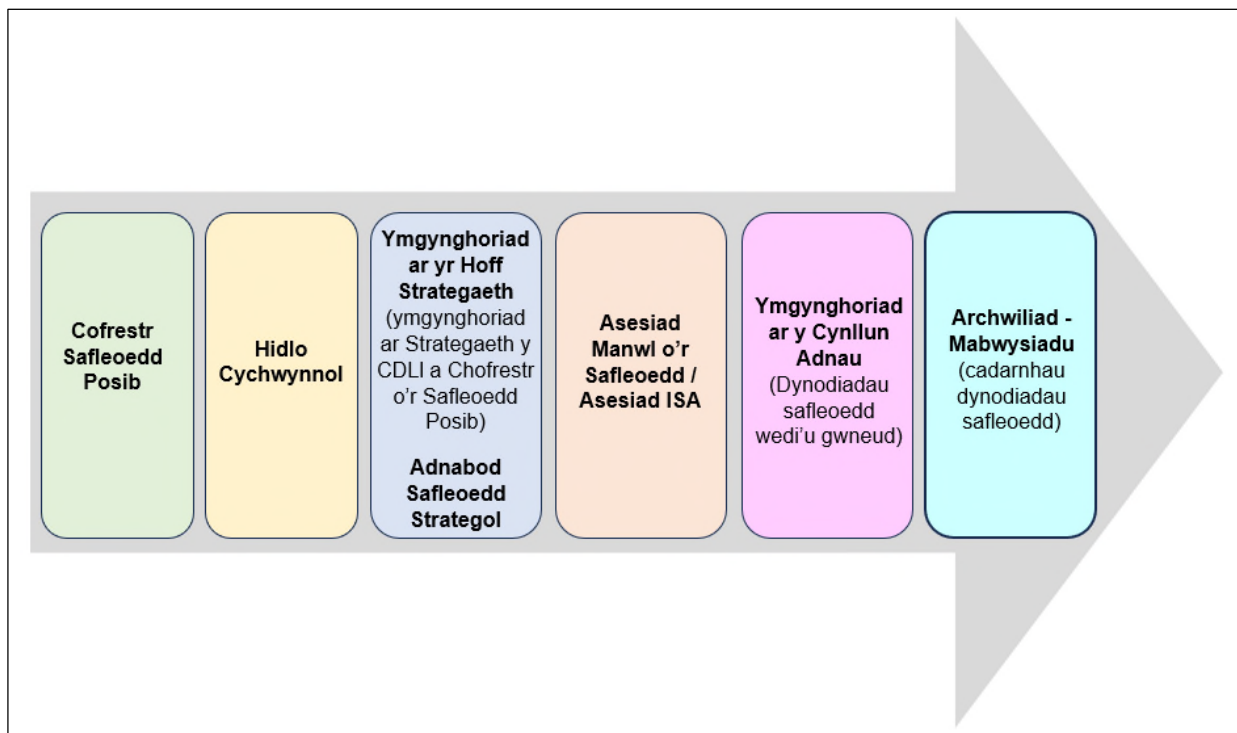 Cofrestr
Safleoedd
Posib
Hidlo
Cychwynnol
Ymgynghoriad
ar yr Hoff
Strategaeth
(ymgynghoriad
ar Strategaeth y
CDLl a Chofrestr
o'r Safleoedd
Posib)
Adnabod
Safleoedd
Strategol
Asesiad
Manwl o'r
Safleoedd /
Asesiad ISA
Ymgynghoriad
ar y Cynllun
Adnau
(Dynodiadau
safleoedd
wedi'u gwneud)
Archwiliad -
Mabwysiadu
(cadarnhau
dynodiadau
safleoedd)